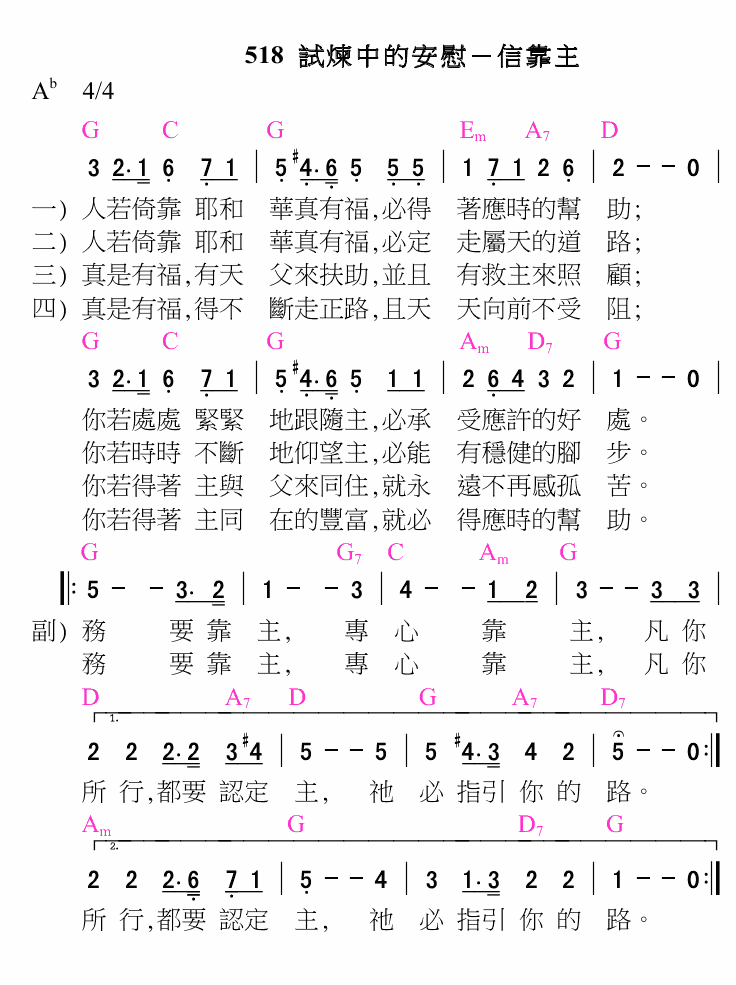 518 試煉中的安慰－信靠主
A♭ 4/4
G C G Em A7 D
3 2·1 6 7 1 | 5 #4·6 5 5 5 | 1 7 1 2 6 | 2 － － 0 |
一) 人若倚靠 耶和 華真有福,必得 著應時的幫 助;
二) 人若倚靠 耶和 華真有福,必定 走屬天的道 路;
三) 真是有福,有天 父來扶助,並且 有救主來照 顧;
四) 真是有福,得不 斷走正路,且天 天向前不受 阻;
G C G Am D7 G
3 2·1 6 7 1 | 5 #4·6 5 1 1 | 2 6 4 3 2 | 1 － － 0 |
你若處處 緊緊 地跟隨主,必承 受應許的好 處。
你若時時 不斷 地仰望主,必能 有穩健的腳 步。
你若得著 主與 父來同住,就永 遠不再感孤 苦。
你若得著 主同 在的豐富,就必 得應時的幫 助。
G G7 C Am G
‖: 5 － － 3· 2 | 1 － － 3 | 4 － － 1 2 | 3 － － 3 3 |
副) 務 要 靠 主, 專 心 靠 主, 凡 你
務 要 靠 主, 專 心 靠 主, 凡 你
D A7 D G A7 D7
1.
2 2 2·2 3 #4 | 5 － － 5 | 5 #4·3 4 2 | 5 － － 0 :‖
所 行,都要 認定 主, 祂 必 指引 你 的 路。
Am G D7 G
2.
2 2 2·6 7 1 | 5 － － 4 | 3 1·3 2 2 | 1 － － 0 :‖
所 行,都要 認定 主, 祂 必 指引 你 的 路。